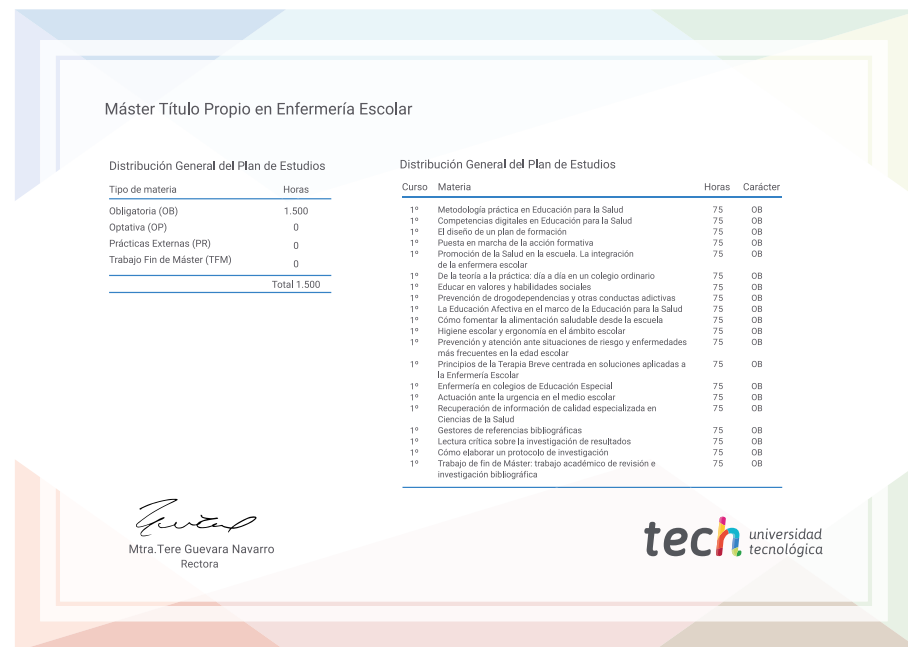 Máster Título Propio en Enfermería Escolar
Distribución General del Plan de Estudios
Tipo de materia Horas
Obligatoria (OB) 1.500
Optativa (OP) 0
Prácticas Externas (PR) 0
Trabajo Fin de Máster (TFM) 0
Total 1.500
Distribución General del Plan de Estudios
Curso Materia Horas Carácter
1º Metodología práctica en Educación para la Salud 75 OB
1º Competencias digitales en Educación para la Salud 75 OB
1º El diseño de un plan de formación 75 OB
1º Puesta en marcha de la acción formativa 75 OB
1º Promoción de la Salud en la escuela. La integración 75 OB
de la enfermera escolar
1º De la teoría a la práctica: día a día en un colegio ordinario 75 OB
1º Educar en valores y habilidades sociales 75 OB
1º Prevención de drogodependencias y otras conductas adictivas 75 OB
1º La Educación Afectiva en el marco de la Educación para la Salud 75 OB
1º Cómo fomentar la alimentación saludable desde la escuela 75 OB
1º Higiene escolar y ergonomía en el ámbito escolar 75 OB
1º Prevención y atención ante situaciones de riesgo y enfermedades 75 OB
más frecuentes en la edad escolar
1º Principios de la Terapia Breve centrada en soluciones aplicadas a 75 OB
la Enfermería Escolar
1º Enfermería en colegios de Educación Especial 75 OB
1º Actuación ante la urgencia en el medio escolar 75 OB
1º Recuperación de información de calidad especializada en 75 OB
Ciencias de la Salud
1º Gestores de referencias bibliográficas 75 OB
1º Lectura crítica sobre la investigación de resultados 75 OB
1º Cómo elaborar un protocolo de investigación 75 OB
1º Trabajo de fin de Máster: trabajo académico de revisión e 75 OB
investigación bibliográfica
Mtra.Tere Guevara Navarro
Rectora
tech universidad
tecnológica